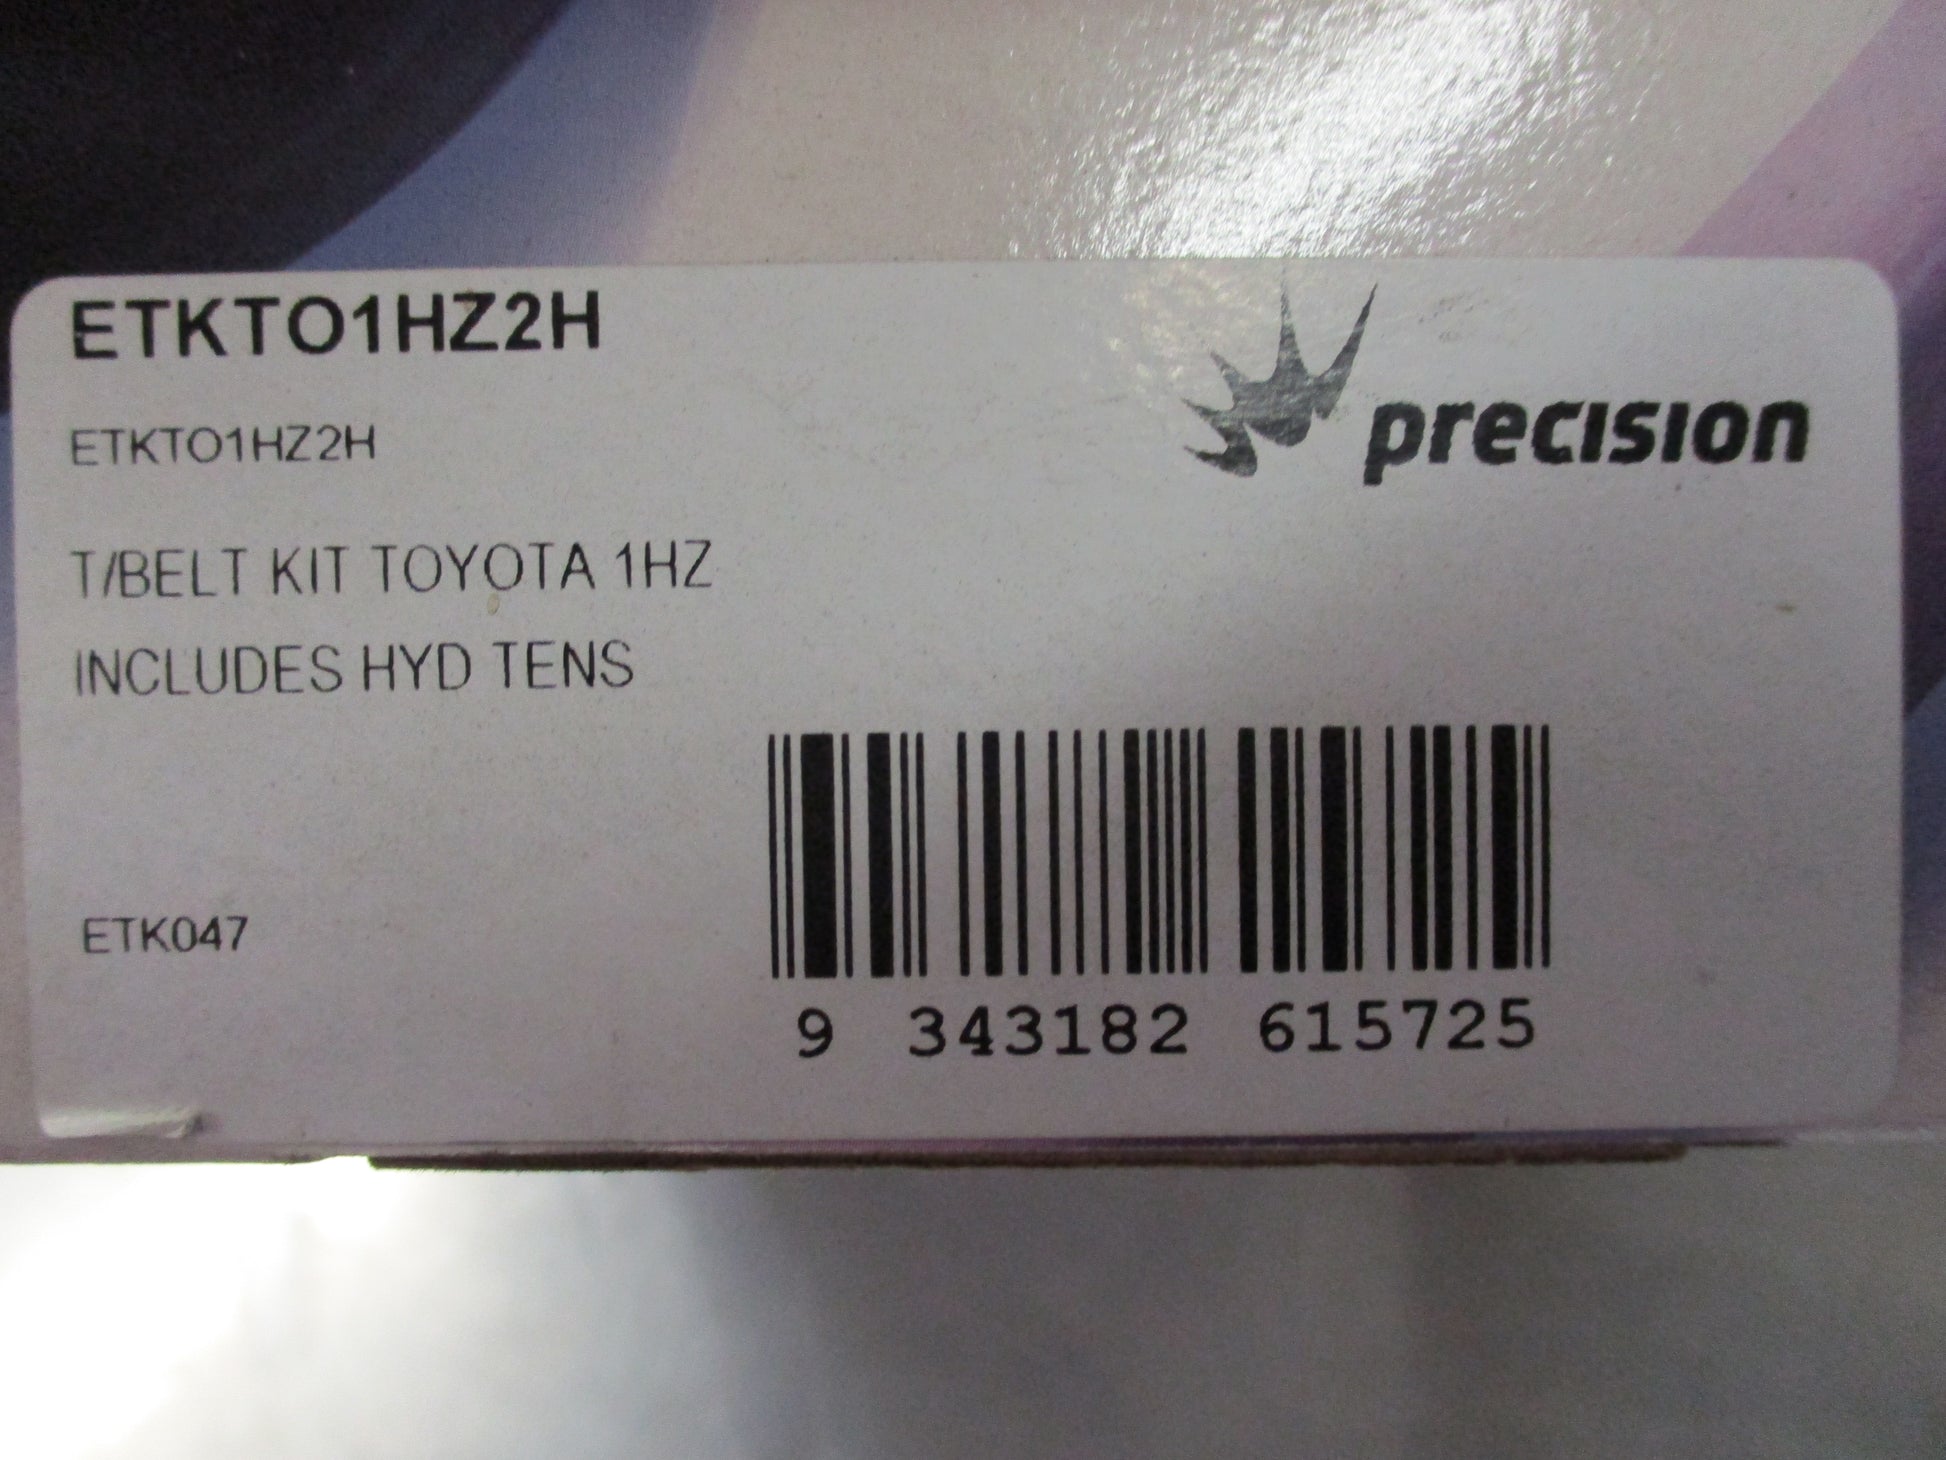 ETKTO1HZ2H
precision
ETKTO1HZ2H
T/BELT KIT TOYOTA 1HZ
INCLUDES HYD TENS
ETK047
9 343182 615725